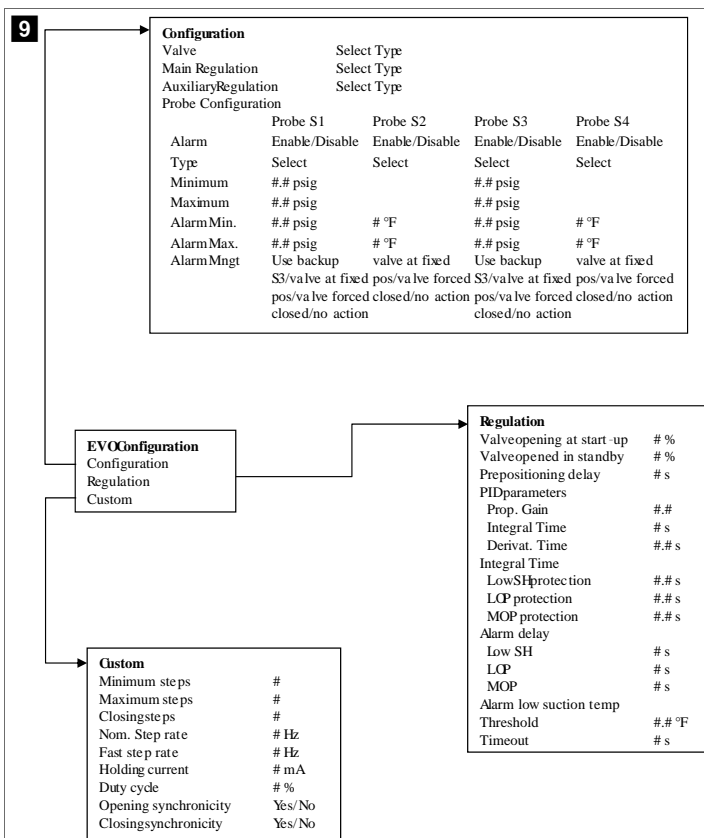 9
Configuration
Valve Select Type
Main Regulation Select Type
AuxiliaryRegulation Select Type
Probe Configuration
Probe S1 Probe S2 Probe S3 Probe S4
Alarm Enable/Disable Enable/Disable Enable/Disable Enable/Disable
Type Select Select Select Select
Minimum #.# psig #.# psig
Maximum #.# psig #.# psig
AlarmMin. #.# psig # °F #.# psig # °F
AlarmMax. #.# psig # °F #.# psig # °F
AlarmMngt Use backup valve at fixed Use backup valve at fixed
S3/valve at fixed pos/valve forced S3/valve at fixed pos/valve forced
pos/valve forced closed/no action pos/valve forced closed/no action
closed/no action closed/no action
EVOConfiguration
Configuration
Regulation
Custom
Regulation
Valveopening at start-up # %
Valveopened in standby # %
Prepositioning delay # s
PIDparameters
Prop. Gain #.#
Integral Time # s
Derivat. Time #.# s
Integral Time
LowSHprotection #.# s
LOP protection #.# s
MOP protection #.# s
Alarm delay
Low SH # s
LOP # s
MOP # s
Alarm low suction temp
Threshold #.# °F
Timeout # s
Custom
Minimum steps #
Maximum steps #
Closingsteps #
Nom. Step rate # Hz
Fast step rate # Hz
Holding current # mA
Duty cycle # %
Opening synchronicity Yes/No
Closingsynchronicity Yes/No